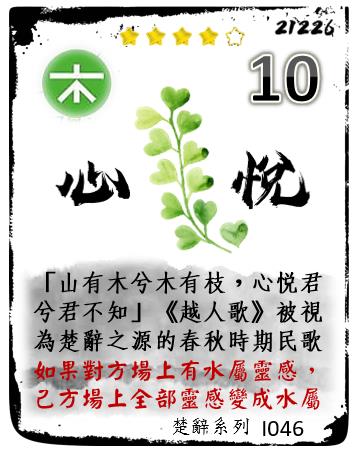 21226
木
10
心悅
「山有木兮木有枝，心悦君
兮君不知」《越人歌》被視
為楚辭之源的春秋時期民歌
如果對方場上有水屬靈感，
己方場上全部靈感變成水屬
楚辭系列 I046